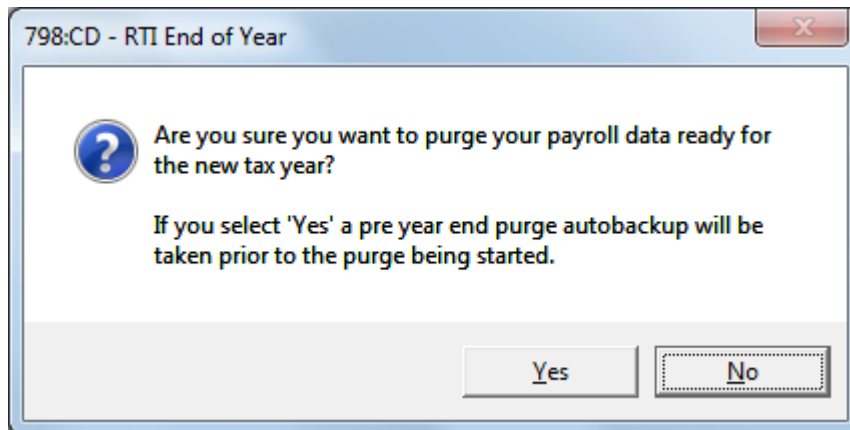 798:CD - RTI End of Year
Are you sure you want to purge your payroll data ready for
the new tax year?
If you select 'Yes' a pre year end purge autobackup will be
taken prior to the purge being started.
Yes
No